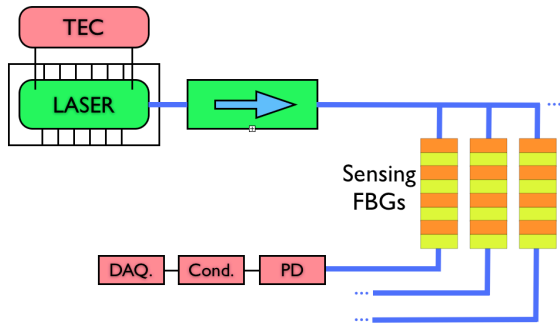 TEC
LASER
...
Sensing
FBGs
DAQ.
Cond.
PD
...
...